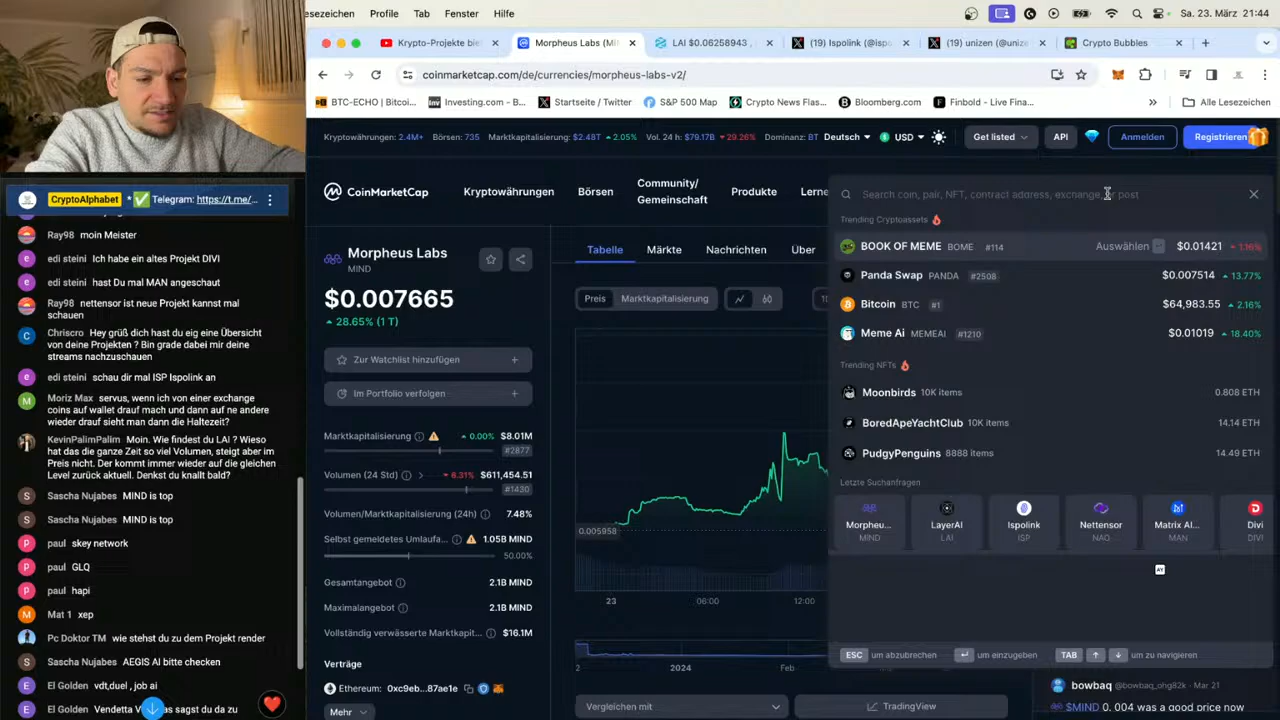 esezeichen Profile Tab Fenster Hilfe
Sa. 23. März 21:44
Krypto-Projekte bie
Morpheus Labs (MI
LAI $0.06258943 ,
(19) Ispolink (@ispo
(19) unizen (@unize
Crypto Bubbles
coinmarketcap.com/de/currencies/morpheus-labs-v2/
BTC-ECHO | Bitcoi...
Investing.com - B...
Startseite / Twitter
S&P 500 Map
Crypto News Flas...
Bloomberg.com
Finbold - Live Fina...
Alle Lesezeichen
Kryptowährungen: 2.4M+ Börsen: 735 Marktkapitalisierung: $2.48T 2.05% Vol. 24 h: $79.17B 29.26% Dominanz: BT
Deutsch
USD
Get listed
API
Anmelden
Registrieren
CoinMarketCap
Kryptowährungen
Börsen
Community/
Gemeinschaft
Produkte
Lerne
Search coin, pair, NFT, contract address, exchange, or post
Morpheus Labs
MIND
$0.007665
28.65% (1 T)
Zur Watchlist hinzufügen +
Im Portfolio verfolgen +
Marktkapitalisierung 0.00% $8.01M
#2877
Volumen (24 Std) 6.31% $611,454.51
#1430
Volumen/Marktkapitalisierung (24h) 7.48%
Selbst gemeldetes Umlaufa... 1.05B MIND
50.00%
Gesamtangebot 2.1B MIND
Maximalangebot 2.1B MIND
Vollständig verwässerte Marktkapit... $16.1M
Verträge
Ethereum: 0xc9eb...87ae1e
Mehr
Tabelle
Märkte
Nachrichten
Über
Preis
Marktkapitalisierung
0.005958
23
06:00
12:00
2
2024
Feb
Vergleichen mit
TradingView
Trending Cryptoassets
BOOK OF MEME BOME #114 Auswählen $0.01421 1.16%
Panda Swap PANDA #2508 $0.007514 13.77%
Bitcoin BTC #1 $64,983.55 2.16%
Meme Ai MEMEAI #1210 $0.01019 18.40%
Trending NFTs
Moonbirds 10K items 0.808 ETH
BoredApeYachtClub 10K items 14.14 ETH
PudgyPenguins 8888 items 14.49 ETH
Letzte Suchanfragen
Morpheu...
MIND
LayerAI
LAI
Ispolink
ISP
Nettensor
NAO
Matrix AI...
MAN
Divi
DIVI
ESC um abzubrechen
um einzugeben
TAB um zu navigieren
bowbaq @bowbaq_ohg82k · Mar 21
$MIND 0. 004 was a good price now
CryptoAlphabet * Telegram: https://t.me/...
Ray98 moin Meister
edi steini Ich habe ein altes Projekt DIVI
edi steini hast Du mal MAN angeschaut
Ray98 nettensor ist neue Projekt kannst mal
schauen
Chriscro Hey grüß dich hast du eig eine Übersicht
von deine Projekten ? Bin grade dabei mir deine
streams nachzuschauen
edi steini schau dir mal ISP Ispolink an
Moriz Max servus, wenn ich von einer exchange
coins auf wallet drauf mach und dann auf ne andere
wieder drauf sieht man dann die Haltezeit?
KevinPalimPalim Moin. Wie findest du LAI ? Wieso
hat das die ganze Zeit so viel Volumen, steigt aber im
Preis nicht. Der kommt immer wieder auf die gleichen
Level zurück aktuell. Denkst du knallt bald?
Sascha Nujabes MIND is top
Sascha Nujabes MIND is top
paul skey network
paul GLQ
paul hapi
Mat 1 xep
Pc Doktor TM wie stehst du zu dem Projekt render
Sascha Nujabes AEGIS AI bitte checken
El Golden vdt,duel , job ai
El Golden Vendetta
as sagst du da zu